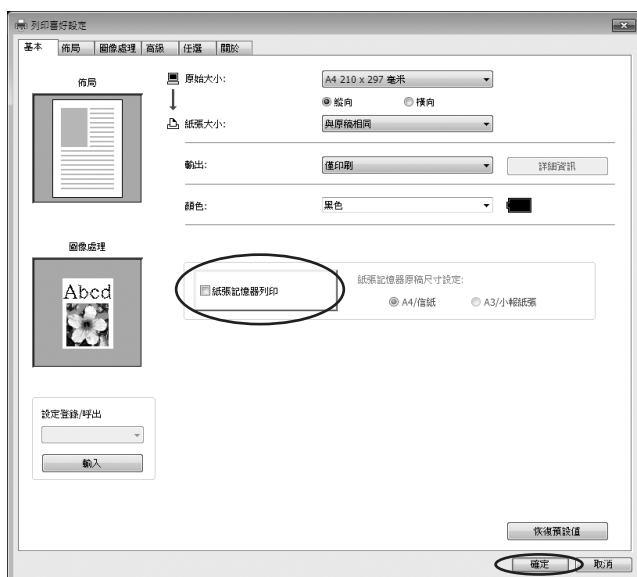 列印喜好設定
基本 佈局 圖像處理 高級 任選 關於
佈局
原始大小: A4 210 x 297 毫米
縱向 橫向
紙張大小: 與原稿相同
輸出: 僅印刷 詳細資訊
顏色: 黑色
圖像處理
Abcd
紙張記憶器列印
紙張記憶器原稿尺寸設定:
A4/信紙 A3/小報紙張
設定登錄/呼出
輸入
恢復預設值
確定 取消